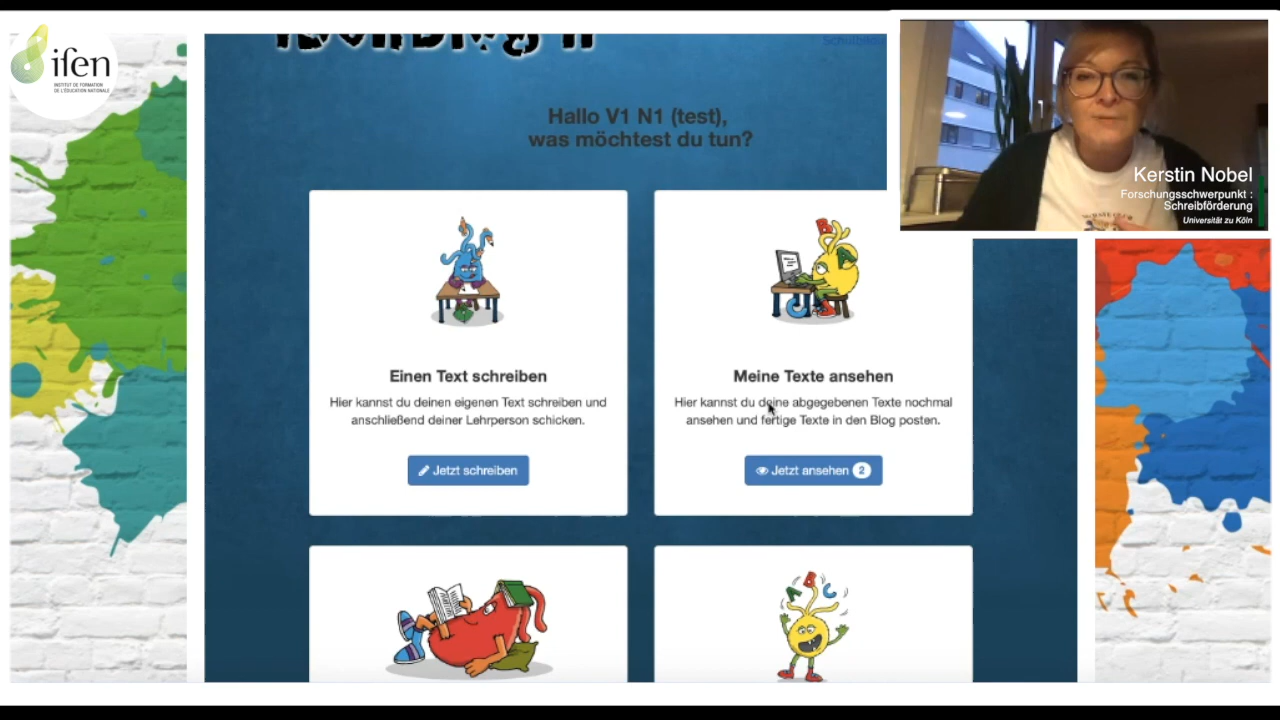 ifen
INSTITUT DE FORMATION
DE L'ÉDUCATION NATIONALE
Hallo V1 N1 (test),
was möchtest du tun?
Kerstin Nobel
Forschungsschwerpunkt :
Schreibförderung
Universität zu Köln
Einen Text schreiben
Hier kannst du deinen eigenen Text schreiben und
anschließend deiner Lehrperson schicken.
Jetzt schreiben
Meine Texte ansehen
Hier kannst du deine abgegebenen Texte nochmal
ansehen und fertige Texte in den Blog posten.
Jetzt ansehen 2
B
A
A B C